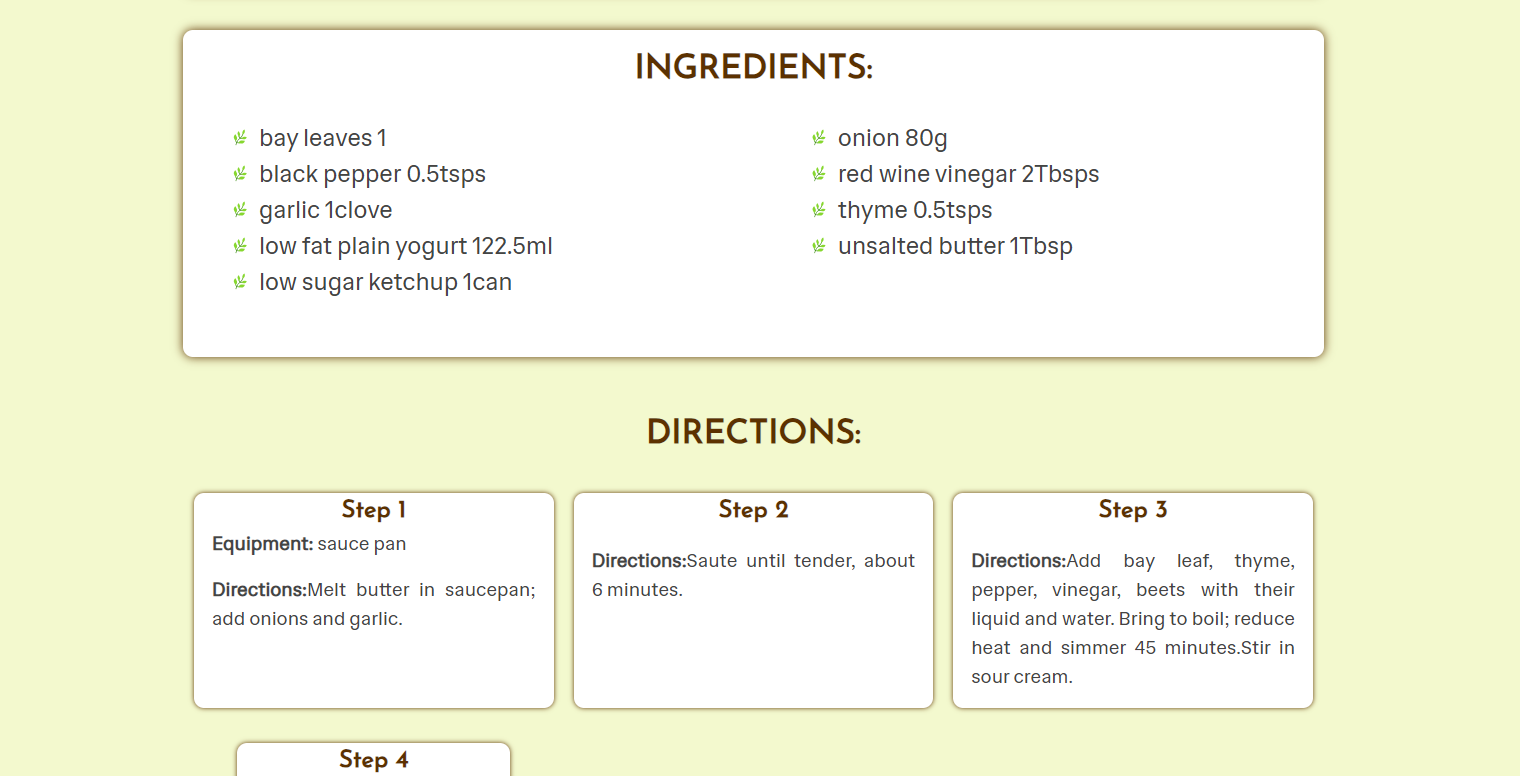 INGREDIENTS:
bay leaves 1
black pepper 0.5tsps
garlic 1clove
low fat plain yogurt 122.5ml
low sugar ketchup 1can
onion 80g
red wine vinegar 2Tbsps
thyme 0.5tsps
unsalted butter 1Tbsp
DIRECTIONS:
Step 1
Equipment: sauce pan
Directions:Melt butter in saucepan;
add onions and garlic.
Step 2
Directions:Saute until tender, about
6 minutes.
Step 3
Directions:Add bay leaf, thyme,
pepper, vinegar, beets with their
liquid and water. Bring to boil; reduce
heat and simmer 45 minutes.Stir in
sour cream.
Step 4